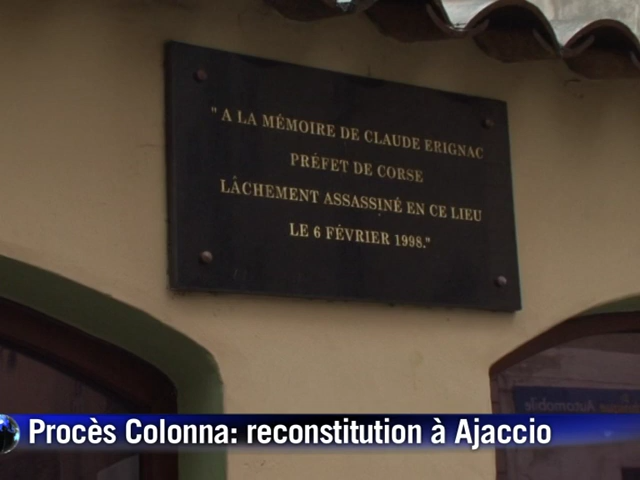 " A LA MÉMOIRE DE CLAUDE ERIGNAC
PRÉFET DE CORSE
LÂCHEMENT ASSASSINÉ EN CE LIEU
LE 6 FÉVRIER 1998."
Automobile
Procès Colonna: reconstitution à Ajaccio